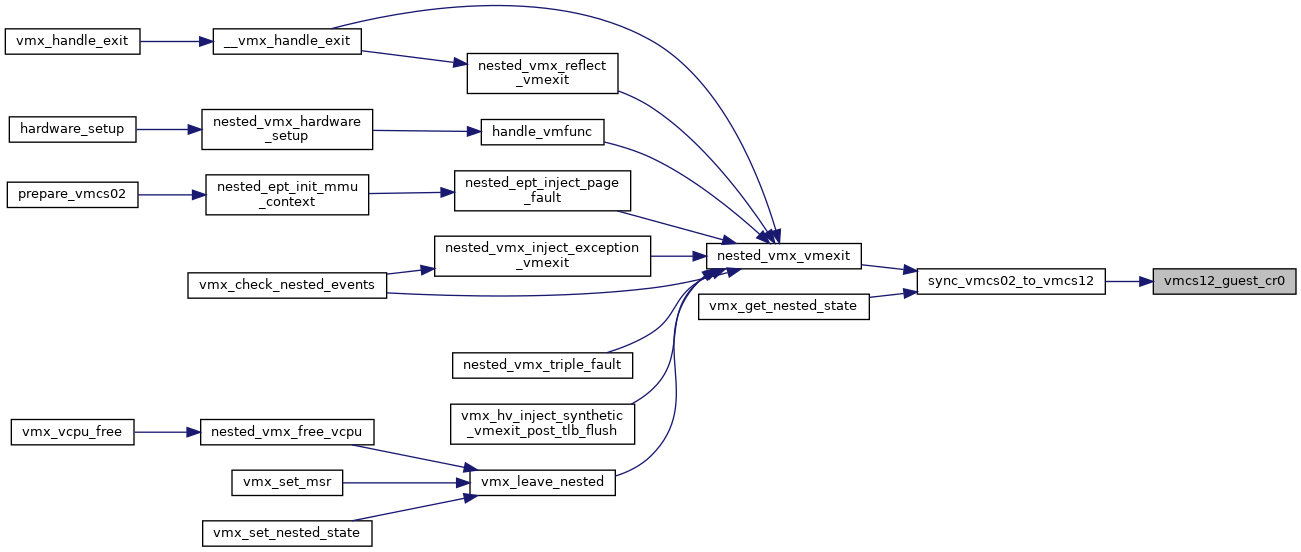 vmx_handle_exit
__vmx_handle_exit
nested_vmx_reflect
_vmexit
hardware_setup
nested_vmx_hardware
_setup
handle_vmfunc
prepare_vmcs02
nested_ept_init_mmu
_context
nested_ept_inject_page
_fault
nested_vmx_inject_exception
_vmexit
vmx_check_nested_events
nested_vmx_vmexit
sync_vmcs02_to_vmcs12
vmcs12_guest_cr0
vmx_get_nested_state
nested_vmx_triple_fault
vmx_hv_inject_synthetic
_vmexit_post_tlb_flush
vmx_vcpu_free
nested_vmx_free_vcpu
vmx_set_msr
vmx_leave_nested
vmx_set_nested_state